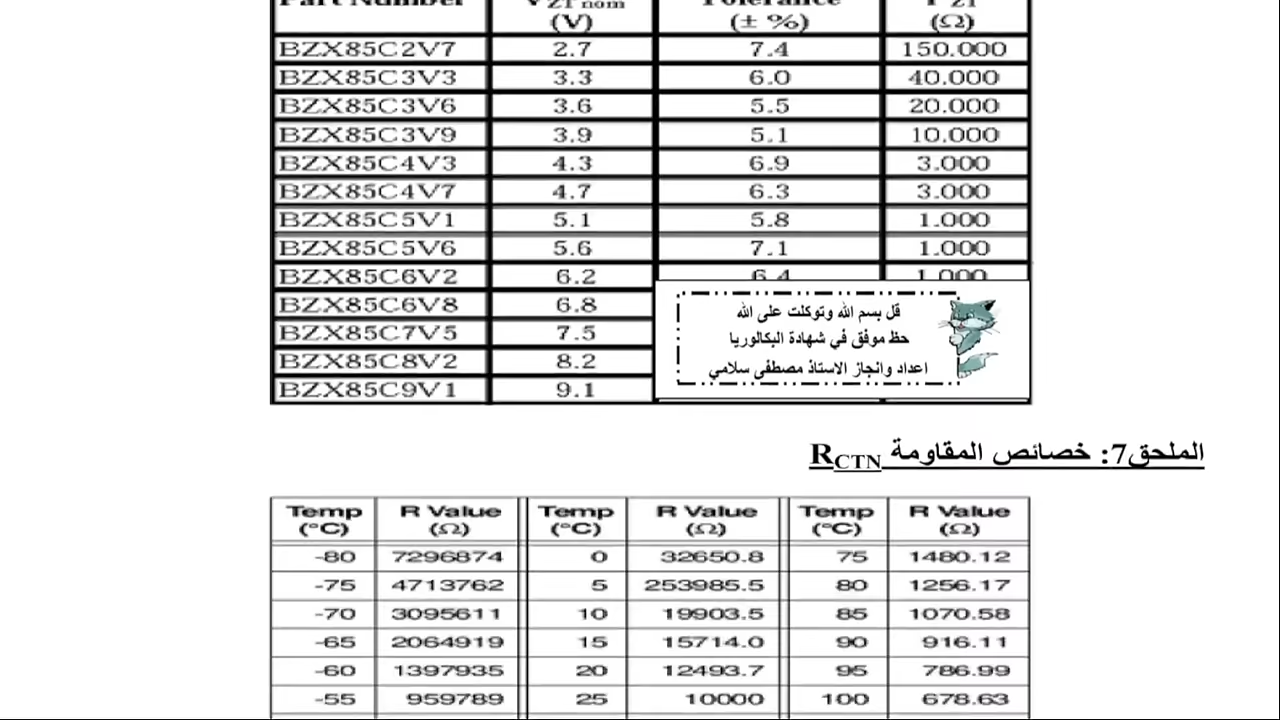 Part Number VZT nom Tolerance rZT
(V) (± %) (Ω)
BZX85C2V7 2.7 7.4 150.000
BZX85C3V3 3.3 6.0 40.000
BZX85C3V6 3.6 5.5 20.000
BZX85C3V9 3.9 5.1 10.000
BZX85C4V3 4.3 6.9 3.000
BZX85C4V7 4.7 6.3 3.000
BZX85C5V1 5.1 5.8 1.000
BZX85C5V6 5.6 7.1 1.000
BZX85C6V2 6.2 6.4 1.000
BZX85C6V8 6.8
BZX85C7V5 7.5
BZX85C8V2 8.2
BZX85C9V1 9.1
قل بسم الله وتوكلت على الله
حظ موفق في شهادة البكالوريا
اعداد وانجاز الاستاذ مصطفى سلامي
الملحق7: خصائص المقاومة RCTN
Temp R Value Temp R Value Temp R Value
(°C) (Ω) (°C) (Ω) (°C) (Ω)
-80 7296874 0 32650.8 75 1480.12
-75 4713762 5 253985.5 80 1256.17
-70 3095611 10 19903.5 85 1070.58
-65 2064919 15 15714.0 90 916.11
-60 1397935 20 12493.7 95 786.99
-55 959789 25 10000 100 678.63